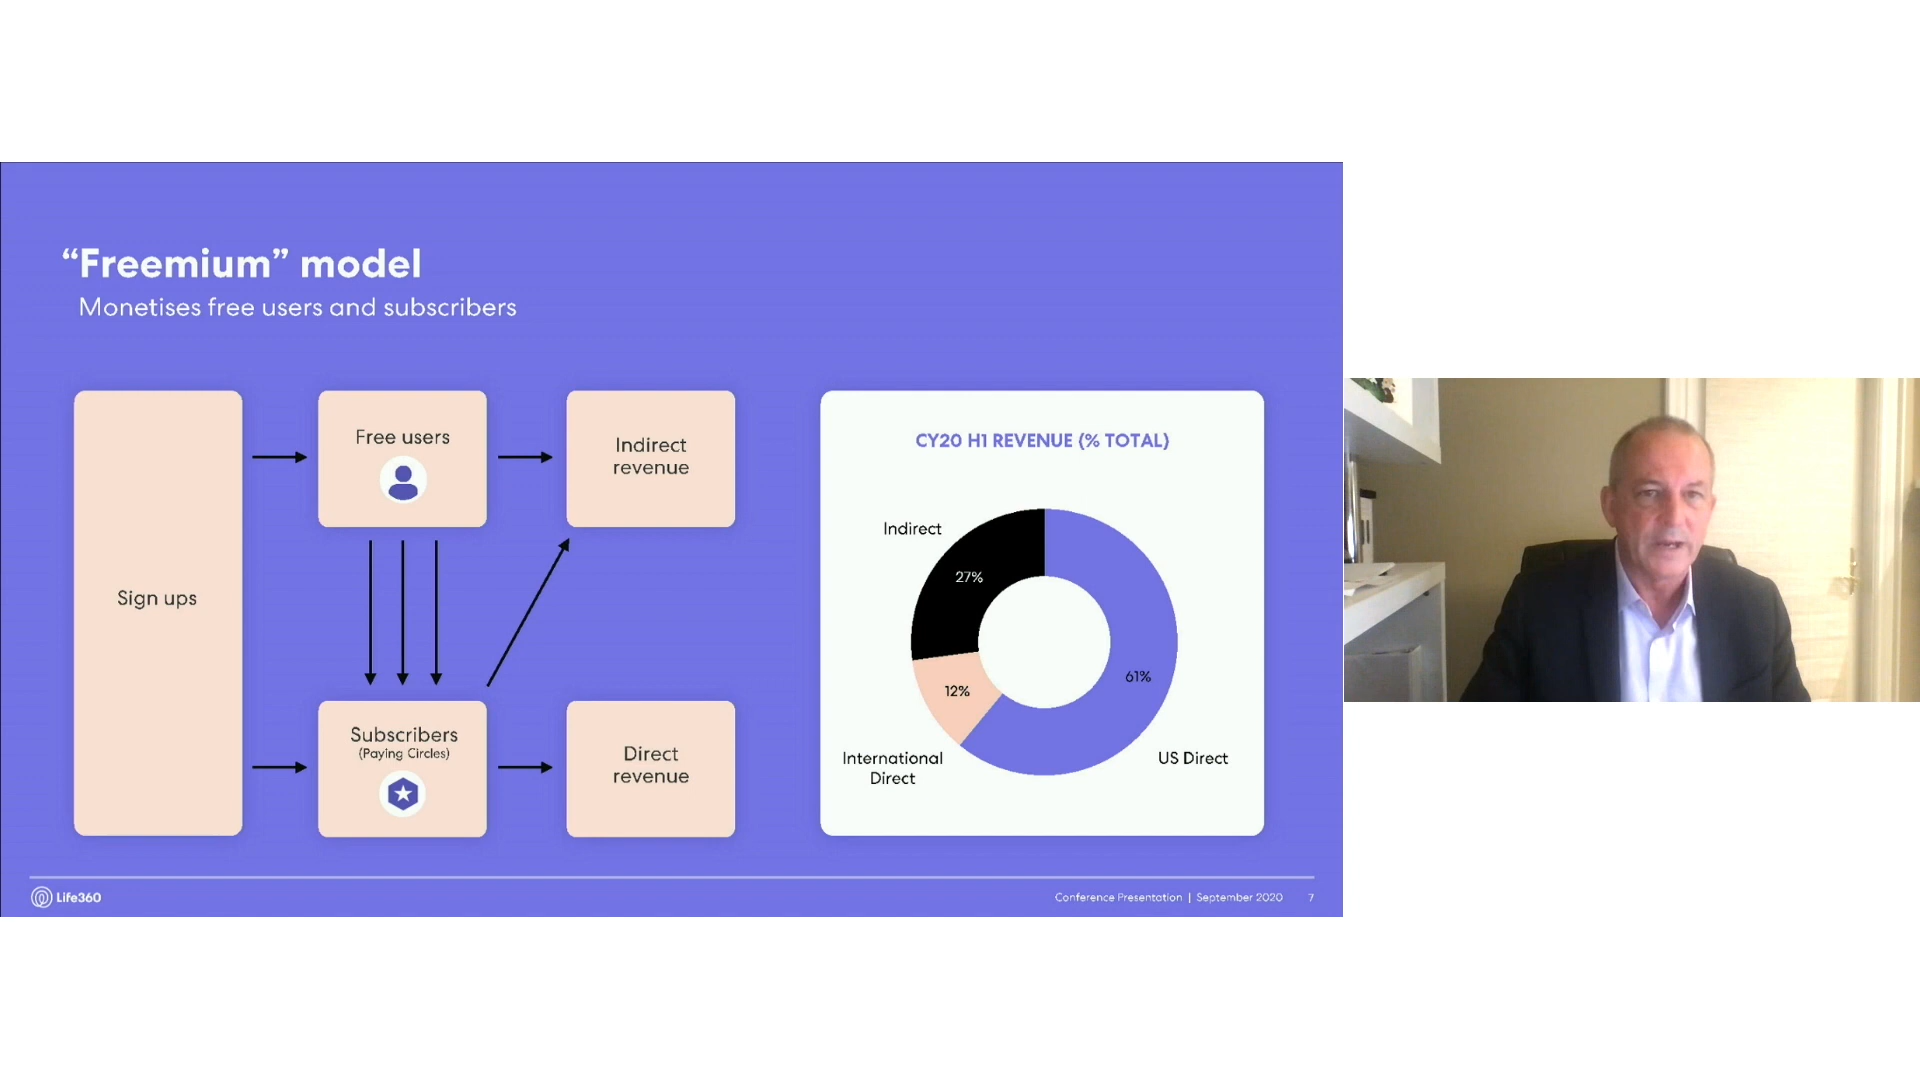 “Freemium” model
Monetises free users and subscribers
Sign ups
Free users
Indirect
revenue
Subscribers
(Paying Circles)
Direct
revenue
CY20 H1 REVENUE (% TOTAL)
Indirect
27%
12%
61%
International
Direct
US Direct
Life360
Conference Presentation | September 2020 7